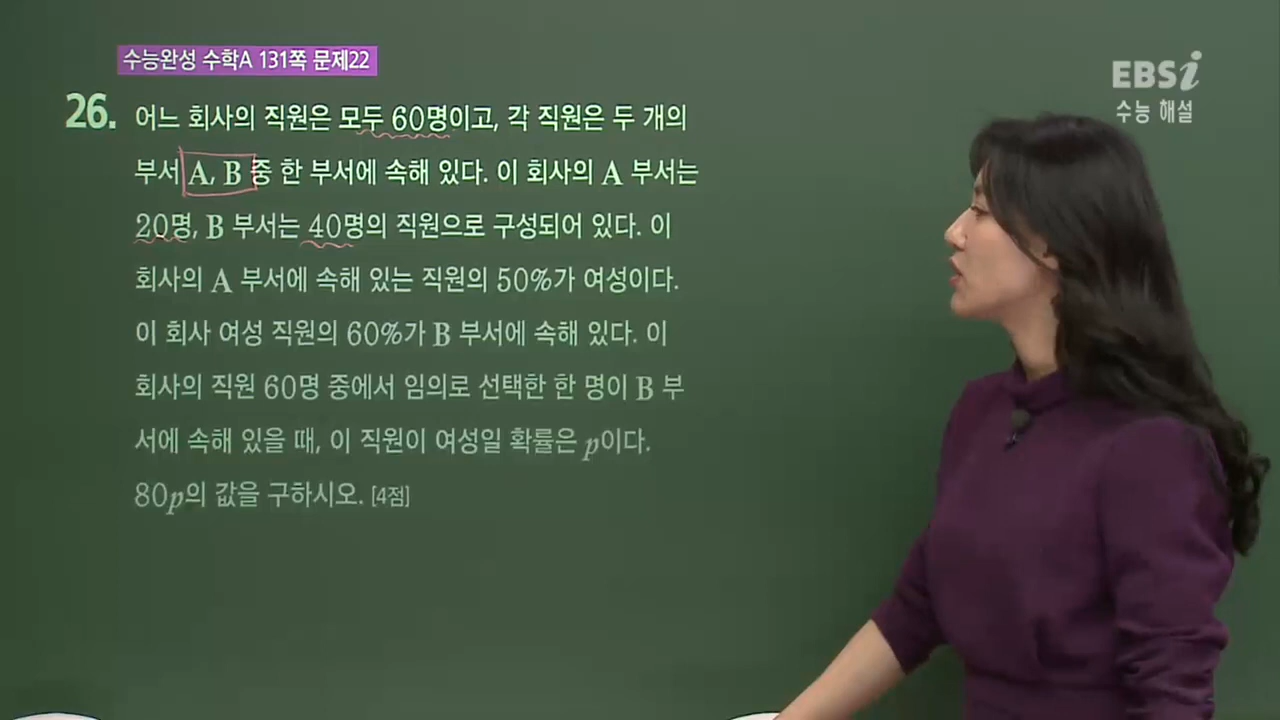 수능완성 수학A 131쪽 문제22
EBSi
수능 해설
26. 어느 회사의 직원은 모두 60명이고, 각 직원은 두 개의
부서 A, B 중 한 부서에 속해 있다. 이 회사의 A 부서는
20명, B 부서는 40명의 직원으로 구성되어 있다. 이
회사의 A 부서에 속해 있는 직원의 50%가 여성이다.
이 회사 여성 직원의 60%가 B 부서에 속해 있다. 이
회사의 직원 60명 중에서 임의로 선택한 한 명이 B 부
서에 속해 있을 때, 이 직원이 여성일 확률은 p이다.
80p의 값을 구하시오. [4점]